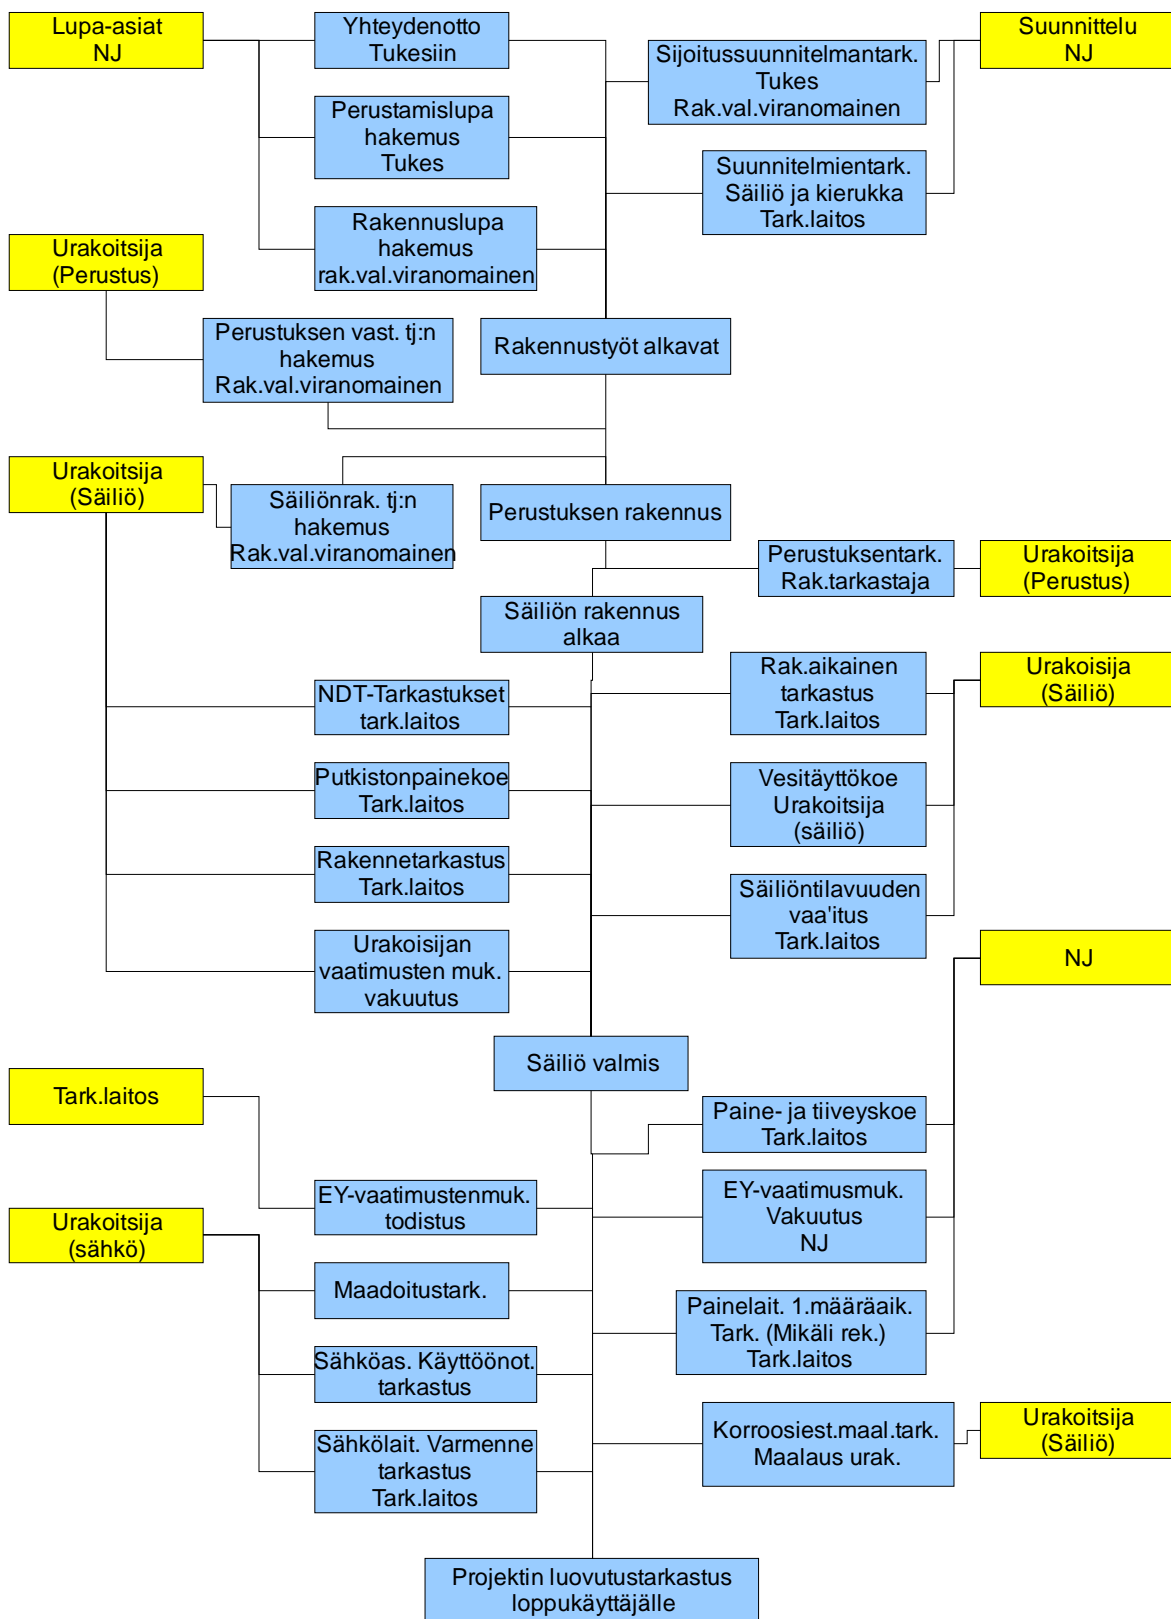 Lupa-asiat
NJ
Yhteydenotto
Tukesiin
Sijoitussuunnitelmantark.
Tukes
Rak.val.viranomainen
Suunnittelu
NJ
Perustamislupa
hakemus
Tukes
Suunnitelmientark.
Säiliö ja kierukka
Tark.laitos
Rakennuslupa
hakemus
rak.val.viranomainen
Urakoitsija
(Perustus)
Perustuksen vast. tj:n
hakemus
Rak.val.viranomainen
Rakennustyöt alkavat
Urakoitsija
(Säiliö)
Säiliönrak. tj:n
hakemus
Rak.val.viranomainen
Perustuksen rakennus
Perustuksentark.
Rak.tarkastaja
Urakoitsija
(Perustus)
Säiliön rakennus
alkaa
NDT-Tarkastukset
tark.laitos
Rak.aikainen
tarkastus
Tark.laitos
Urakoisija
(Säiliö)
Putkistonpainekoe
Tark.laitos
Vesitäyttökoe
Urakoitsija
(säiliö)
Rakennetarkastus
Tark.laitos
Säiliöntilavuuden
vaa'itus
Tark.laitos
Urakoisijan
vaatimusten muk.
vakuutus
NJ
Säiliö valmis
Tark.laitos
Paine- ja tiiveyskoe
Tark.laitos
EY-vaatimustenmuk.
todistus
EY-vaatimusmuk.
Vakuutus
NJ
Urakoitsija
(sähkö)
Maadoitustark.
Painelait. 1.määräaik.
Tark. (Mikäli rek.)
Tark.laitos
Sähköas. Käyttöönot.
tarkastus
Korroosiest.maal.tark.
Maalaus urak.
Urakoitsija
(Säiliö)
Sähkölait. Varmenne
tarkastus
Tark.laitos
Projektin luovutustarkastus
loppukäyttäjälle